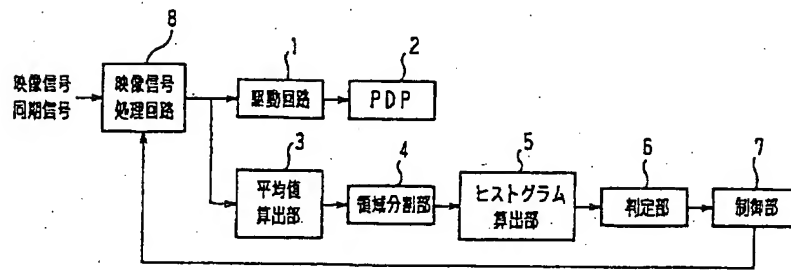 8
1
2
映像信号
同期信号
映像信号
処理回路
駆動回路
PDP
3
4
5
6
7
平均値
算出部
領域分割部
ヒストグラム
算出部
判定部
制御部